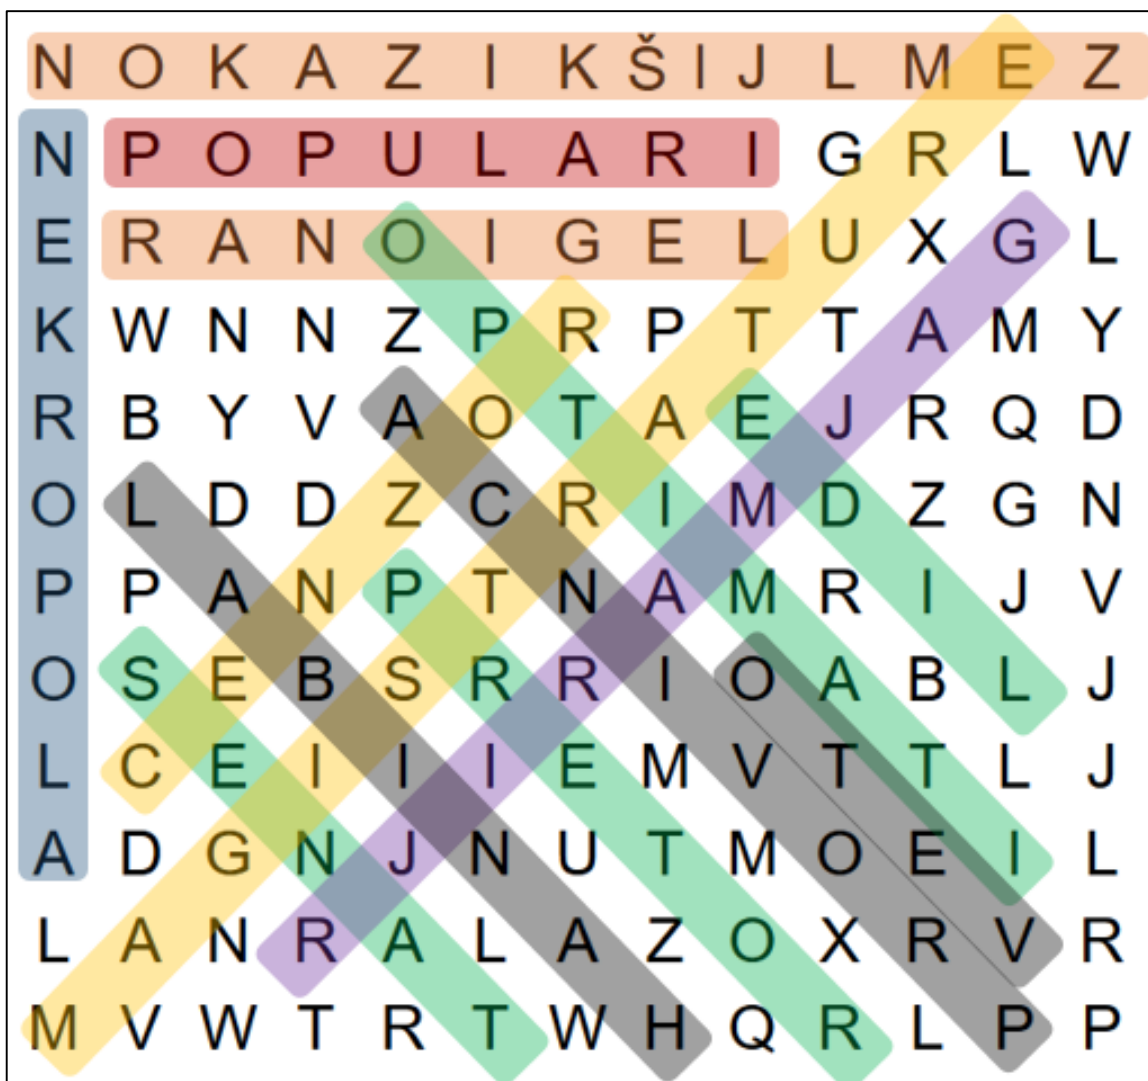 N O K A Z I K Š I J L M E Z
N P O P U L A R I G R L W
E R A N O I G E L U X G L
K W N N Z P R P T T A M Y
R B Y V A O T A E J R Q D
O L D D Z C R I M D Z G N
P P A N P T N A M R I J V
O S E B S R R I O A B L J
L C E I I I E M V T T L J
A D G N J N U T M O E I L
L A N R A L A Z O X R V R
M V W T R T W H Q R L P P